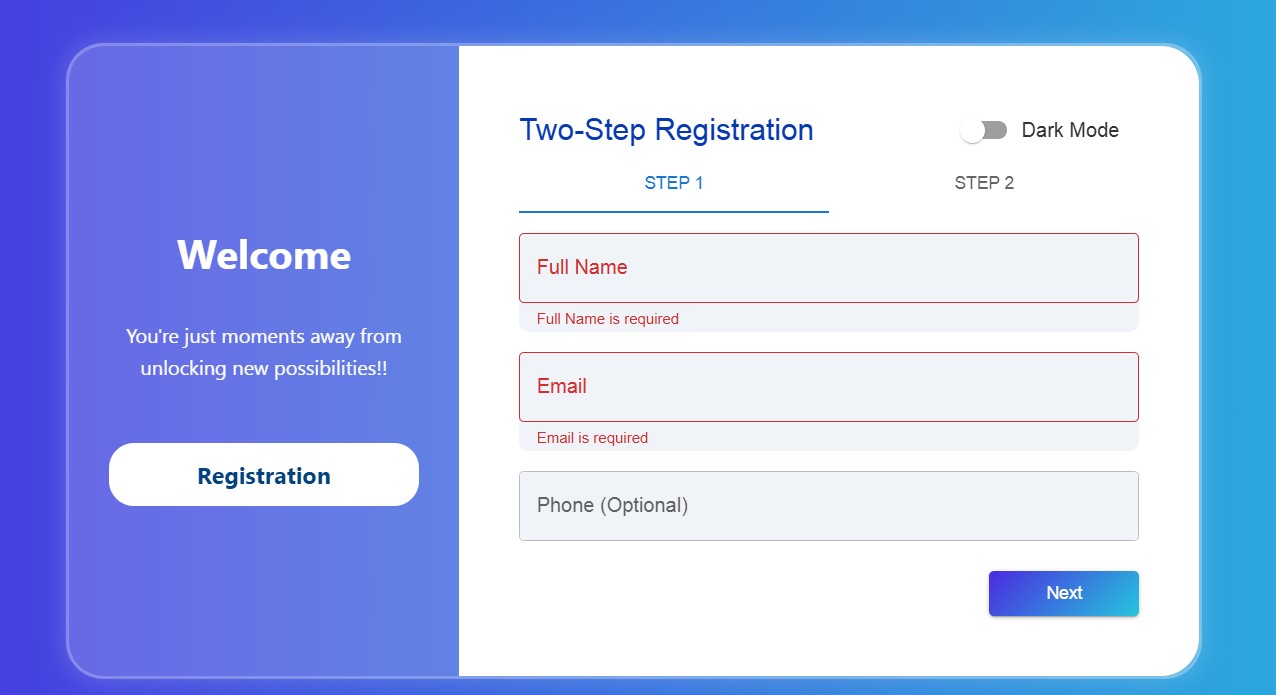 Welcome
You're just moments away from
unlocking new possibilities!!
Registration
Two-Step Registration
Dark Mode
STEP 1
STEP 2
Full Name
Full Name is required
Email
Email is required
Phone (Optional)
Next